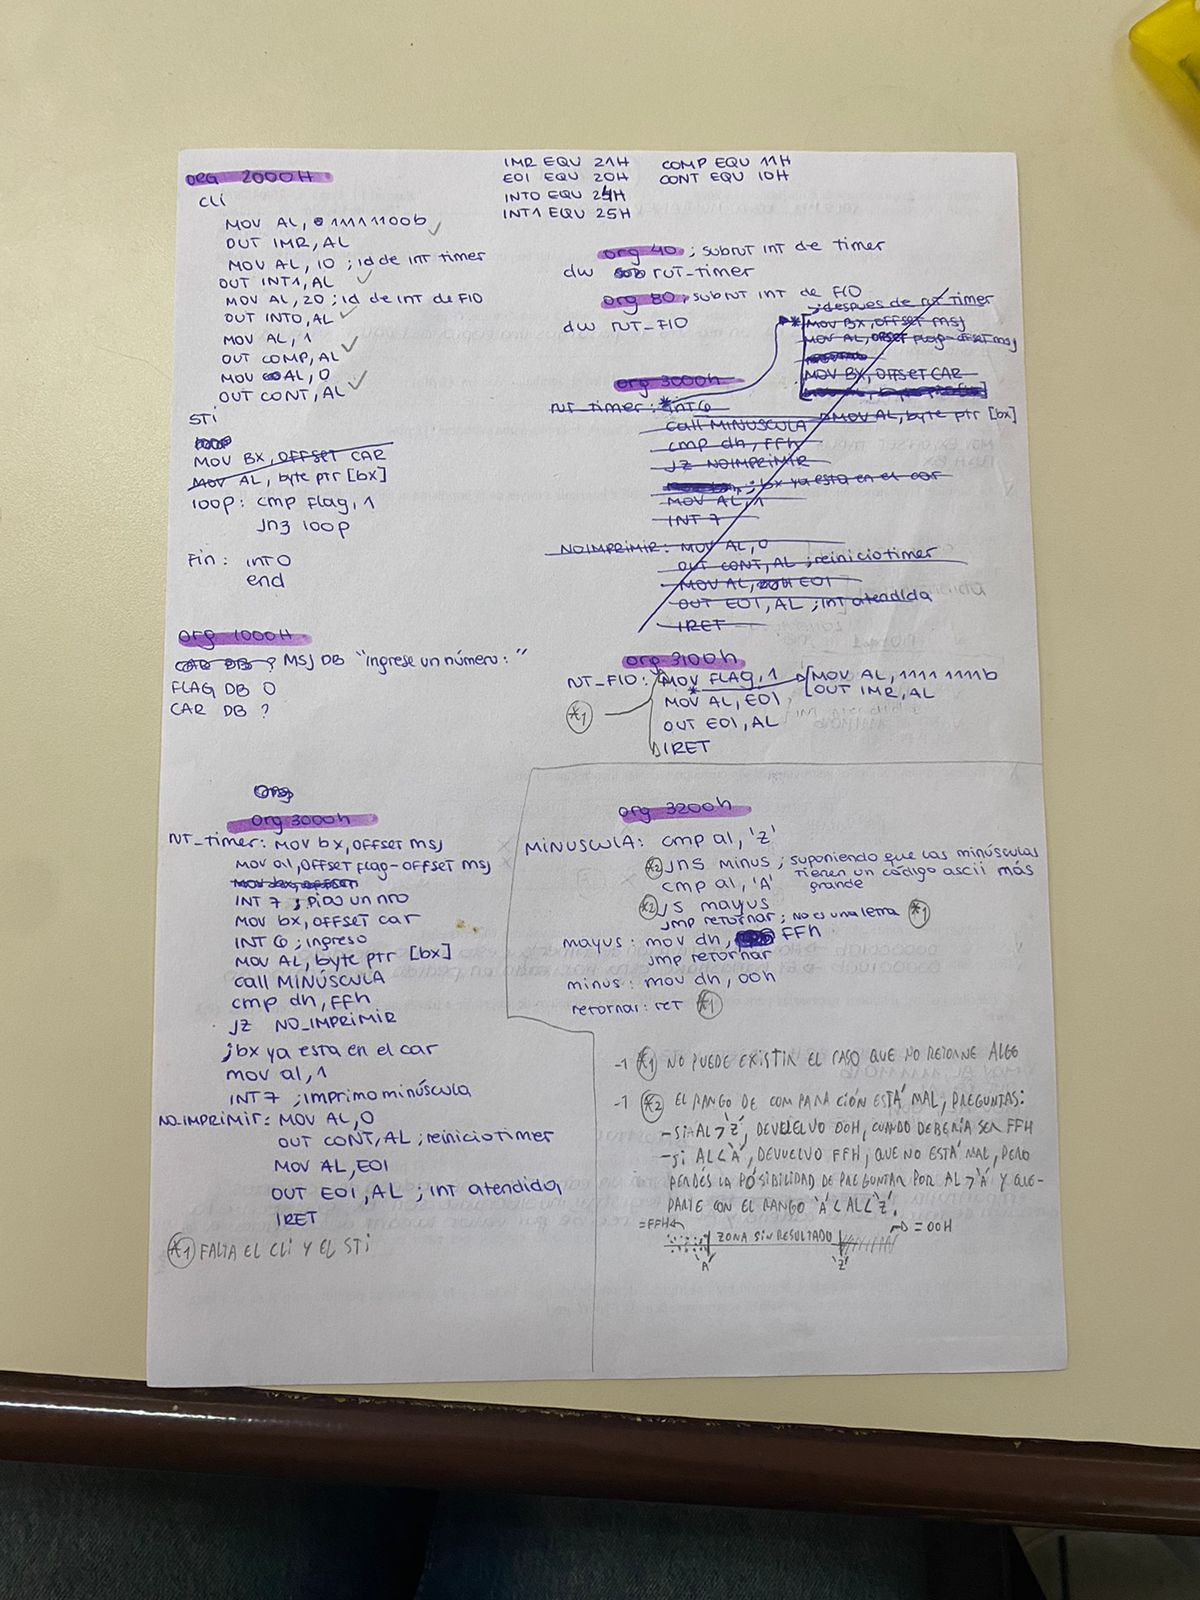 IMR EQU 21H   COMP EQU 11H
EOI EQU 20H   CONT EQU 10H
INT0 EQU 24H
INT1 EQU 25H
org 2000H
cli
MOV AL, 11111100b
OUT IMR, AL
MOV AL, 10 ; id de INT timer
OUT INT1, AL
MOV AL, 20 ; id de INT de F10
OUT INT0, AL
MOV AL, 1
OUT COMP, AL
MOV AL, 0
OUT CONT, AL
STI
MOV BX, OFFSET CAR
MOV AL, byte ptr [bx]
loop: cmp flag, 1
jnz loop
Fin: int 0
end
org 1000H
CAR DB ? MSJ DB "ingrese un número: "
FLAG DB 0
CAR DB ?
org 40 ; subrut int de timer
dw rut-timer
org 80 ; subrut int de F10
dw rut_F10
; despues de rut timer
*MOV BX, OFFSET msj
MOV AL, OFFSET flag-offset msj
MOV BX, OFFSET CAR
MOV AL, byte ptr [bx]
org 3000h
rut_timer: * int 6
call MINUSCULA
cmp dh, ffh
JZ NOIMPRIMIR
; bx ya esta en el car
MOV AL, 1
INT 7
NOIMPRIMIR: MOV AL, 0
OUT CONT, AL ; reinicio timer
MOV AL, EOI
OUT EOI, AL ; int atendida
IRET
org 3100h
rut_F10: MOV FLAG, 1
* MOV AL, 11111111b
OUT IMR, AL
MOV AL, EOI
OUT EOI, AL
IRET
*1
Org
org 3000h
rut_timer: MOV bx, OFFSET msj
MOV al, OFFSET flag-OFFSET msj
MOV bx, offset
INT 7 ; pido un nro
MOV bx, offset car
INT 6 ; ingreso
MOV AL, byte ptr [bx]
call MINÚSCULA
cmp dh, FFh
JZ NO_IMPRIMIR
; bx ya esta en el car
mov al, 1
INT 7 ; imprimo minúscula
NO_IMPRIMIR: MOV AL, 0
OUT CONT, AL ; reinicio timer
MOV AL, EOI
OUT EOI, AL ; int atendida
IRET
*1 FALTA EL CLI Y EL STI
org 3200h
MINUSCULA: cmp al, 'Z'
*2 jns minus ; suponiendo que las minúsculas
tienen un código ascii más
grande
cmp al, 'A'
*2 js mayus
jmp retornar ; no es una letra *1
mayus: mov dh, FFh
jmp retornar
minus: mov dh, 00h
retornar: ret *1
-1 *1 NO PUEDE EXISTIR EL CASO QUE NO RETORNE ALGO
-1 *2 EL RANGO DE COMPARACIÓN ESTÁ MAL, PREGUNTAS:
- SI AL > 'Z', DEVUELVO 00H, CUANDO DEBERÍA SER FFH
- SI AL < 'A', DEVUELVO FFH, QUE NO ESTÁ MAL, PERO
PERDÉS LA POSIBILIDAD DE PREGUNTAR POR AL > 'A' Y QUE-
DARTE CON EL RANGO 'A' < AL < 'Z'.
= FFH   ZONA SIN RESULTADO   = 00H
'A'   'Z'